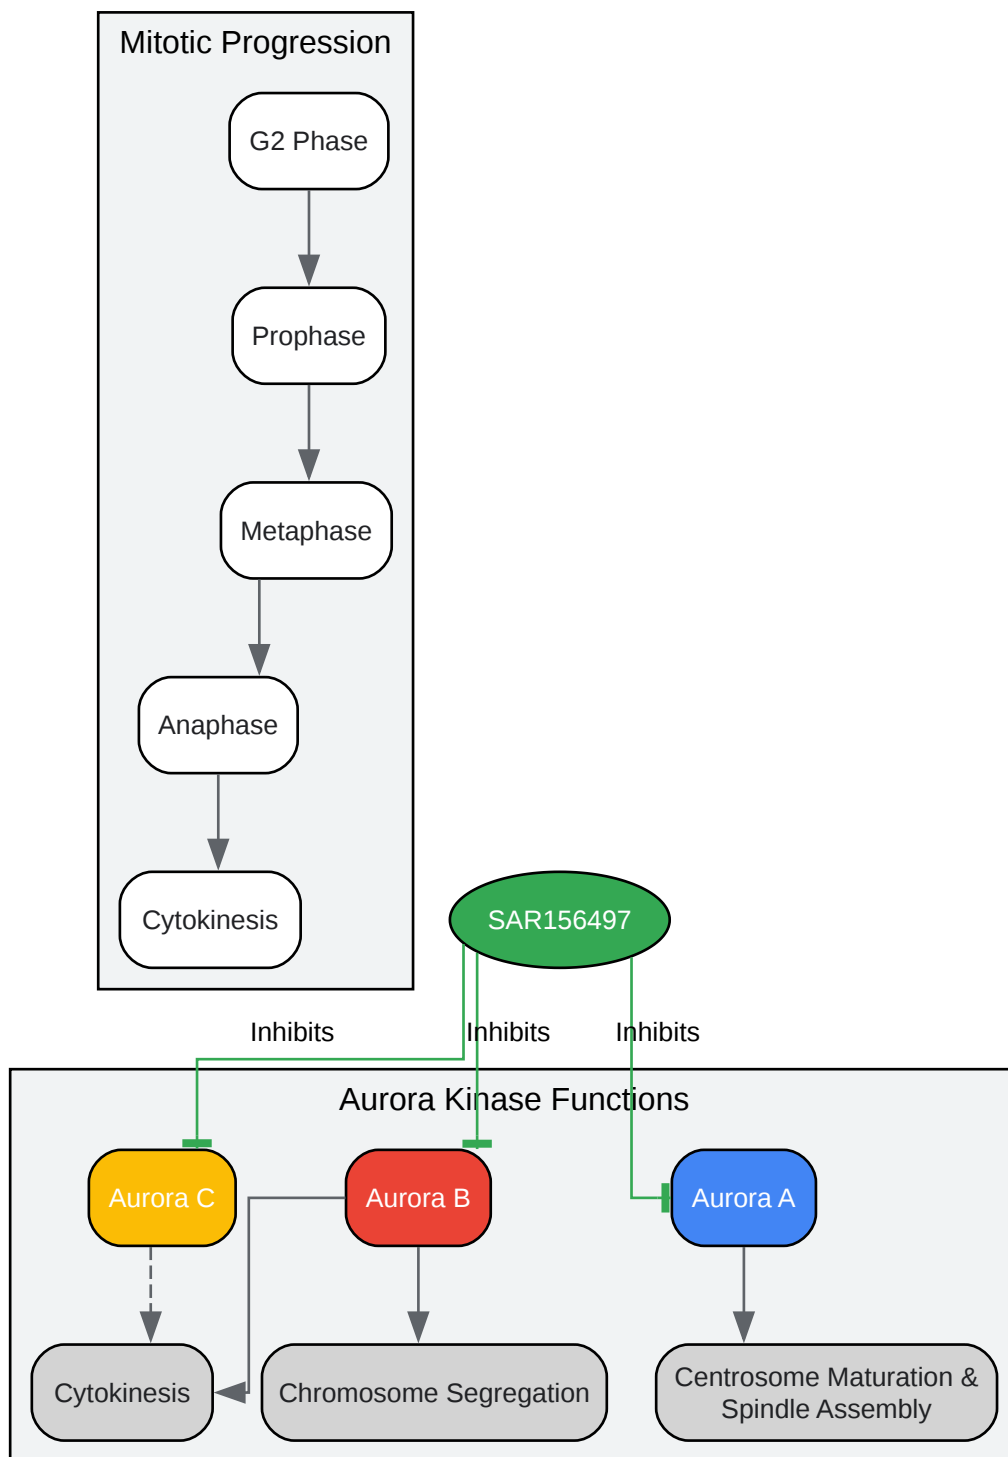 Mitotic Progression
G2 Phase
Prophase
Metaphase
Anaphase
Cytokinesis
SAR156497
Inhibits
Inhibits
Inhibits
Aurora Kinase Functions
Aurora C
Aurora B
Aurora A
Cytokinesis
Chromosome Segregation
Centrosome Maturation &
Spindle Assembly